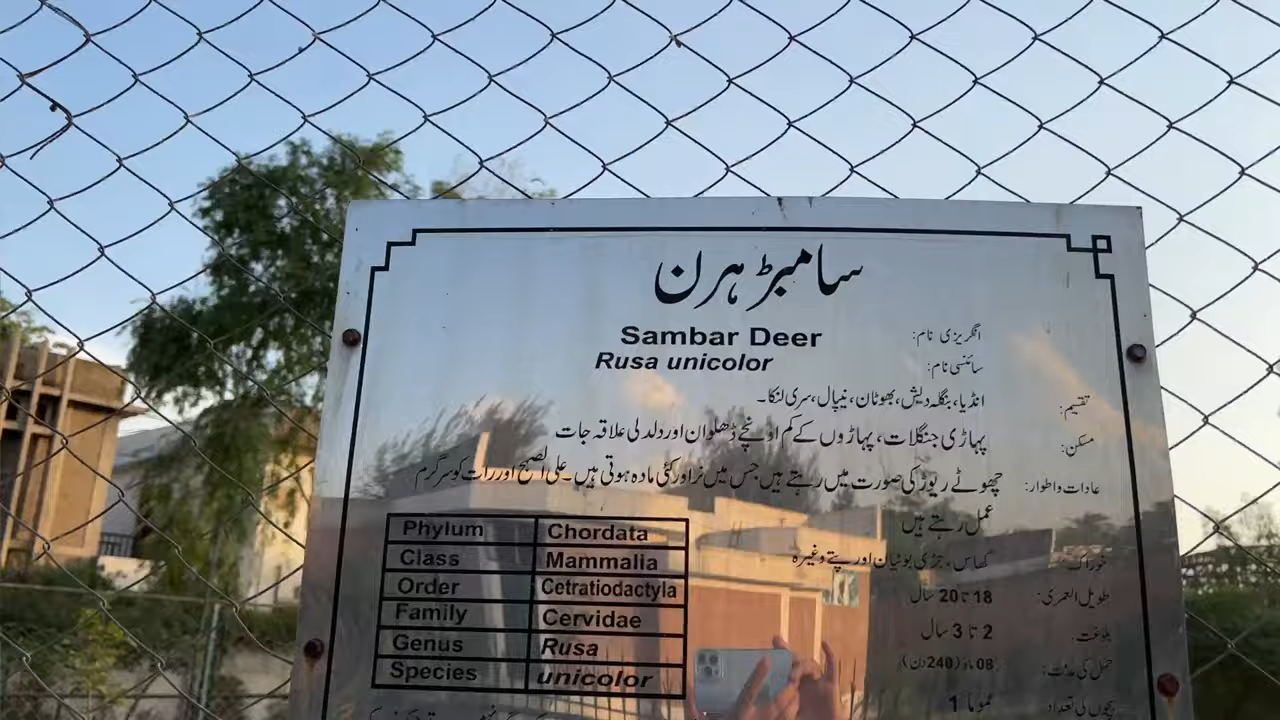 سامبڑ ہرن
انگریزی نام: Sambar Deer
سائنسی نام: Rusa unicolor
تقسیم: انڈیا، بنگلہ دیش، بھوٹان، نیپال، سری لنکا۔
مسکن: پہاڑی جنگلات، پہاڑوں کے کم اونچے ڈھلوان اور دلدلی علاقہ جات
عادات و اطوار: چھوٹے ریوڑ کی صورت میں رہتے ہیں جس میں نر اور کئی مادہ ہوتی ہیں۔ علی الصبح اور رات کو سرگرم
عمل رہتے ہیں
خوراک: گھاس، جڑی بوٹیاں اور پتے وغیرہ
طویل العمری: 18 تا 20 سال
بلوغت: 2 تا 3 سال
حمل کی مدت: 08 ماہ (240 دن)
بچوں کی تعداد: عموماً 1
Phylum Chordata
Class Mammalia
Order Cetratiodactyla
Family Cervidae
Genus Rusa
Species unicolor